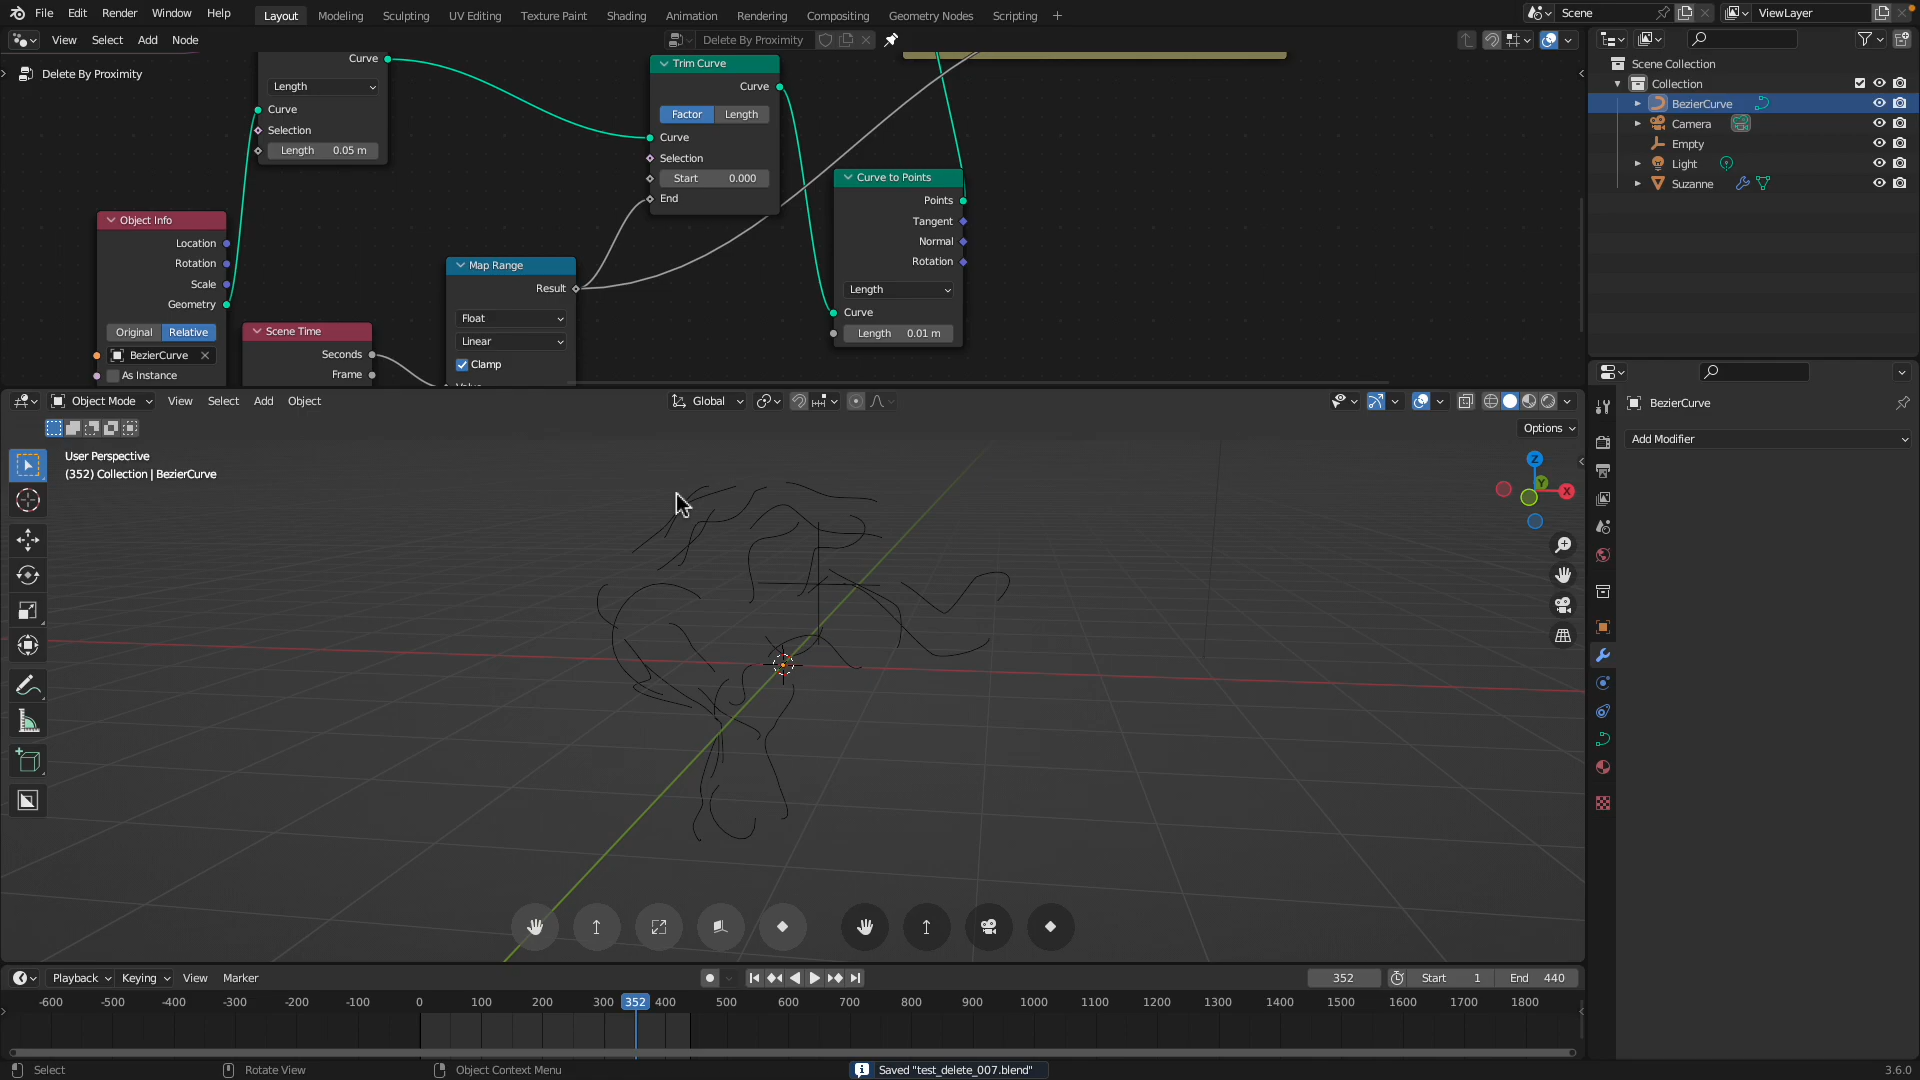 File Edit Render Window Help
Layout Modeling Sculpting UV Editing Texture Paint Shading Animation Rendering Compositing Geometry Nodes Scripting +
Scene
ViewLayer
View Select Add Node
Delete By Proximity
Delete By Proximity
Curve
Length
Curve
Selection
Length 0.05 m
Trim Curve
Curve
Factor Length
Curve
Selection
Start 0.000
End
Curve to Points
Points
Tangent
Normal
Rotation
Length
Curve
Length 0.01 m
Object Info
Location
Rotation
Scale
Geometry
Original Relative
BezierCurve
As Instance
Scene Time
Seconds
Frame
Map Range
Result
Float
Linear
Clamp
Scene Collection
Collection
BezierCurve
Camera
Empty
Light
Suzanne
Object Mode View Select Add Object
Global
Options
User Perspective
(352) Collection | BezierCurve
Z
Y
X
BezierCurve
Add Modifier
Playback Keying View Marker
352
Start 1
End 440
-600 -500 -400 -300 -200 -100 0 100 200 300 352 400 500 600 700 800 900 1000 1100 1200 1300 1400 1500 1600 1700 1800
Select
Rotate View
Object Context Menu
Saved "test_delete_007.blend"
3.6.0